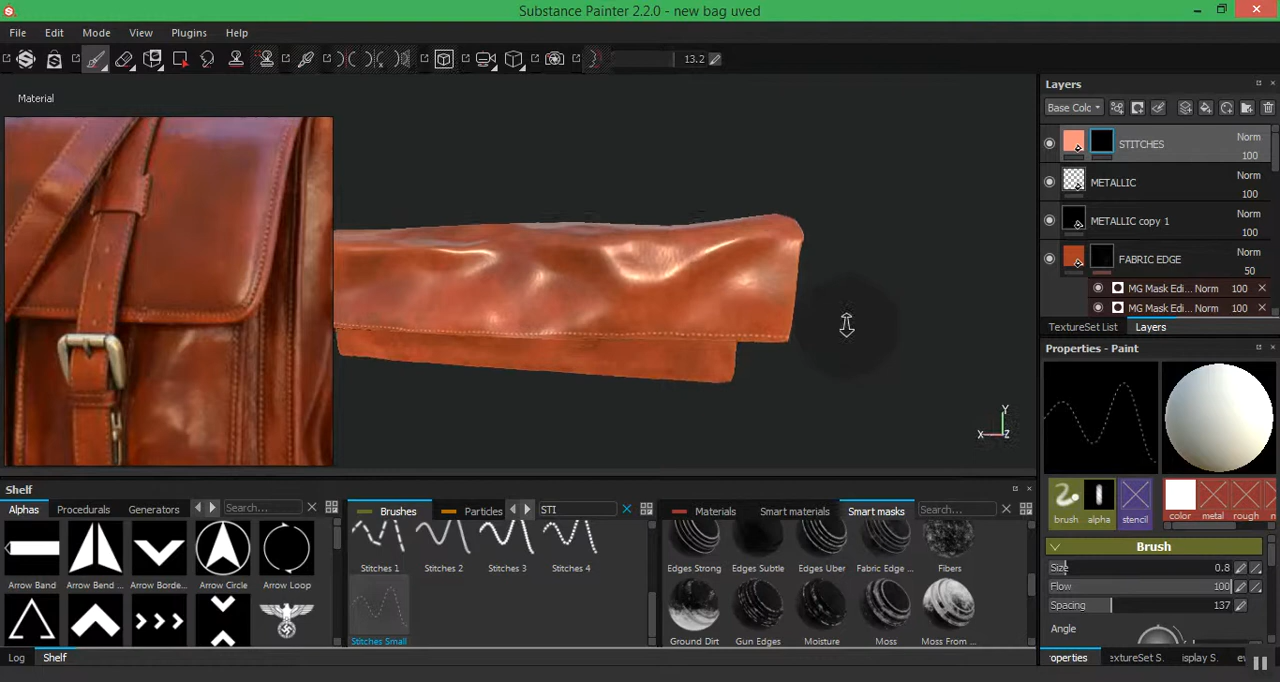 Substance Painter 2.2.0 - new bag uved
File Edit Mode View Plugins Help
13.2
Material
Layers
Base Colc
STITCHES Norm 100
METALLIC Norm 100
METALLIC copy 1 Norm 100
FABRIC EDGE Norm 50
MG Mask Edi... Norm 100
MG Mask Edi... Norm 100
TextureSet List Layers
Properties - Paint
brush alpha stencil color metal rough
Brush
Size 0.8
Flow 100
Spacing 137
Angle
roperties extureSet S. isplay S.
Shelf
Alphas Procedurals Generators Search...
Arrow Band Arrow Bend ... Arrow Borde... Arrow Circle Arrow Loop
Brushes Particles STI
Stitches 1 Stitches 2 Stitches 3 Stitches 4
Stitches Small
Materials Smart materials Smart masks Search...
Edges Strong Edges Subtle Edges Uber Fabric Edge ... Fibers
Ground Dirt Gun Edges Moisture Moss Moss From ...
Log Shelf
X Y Z